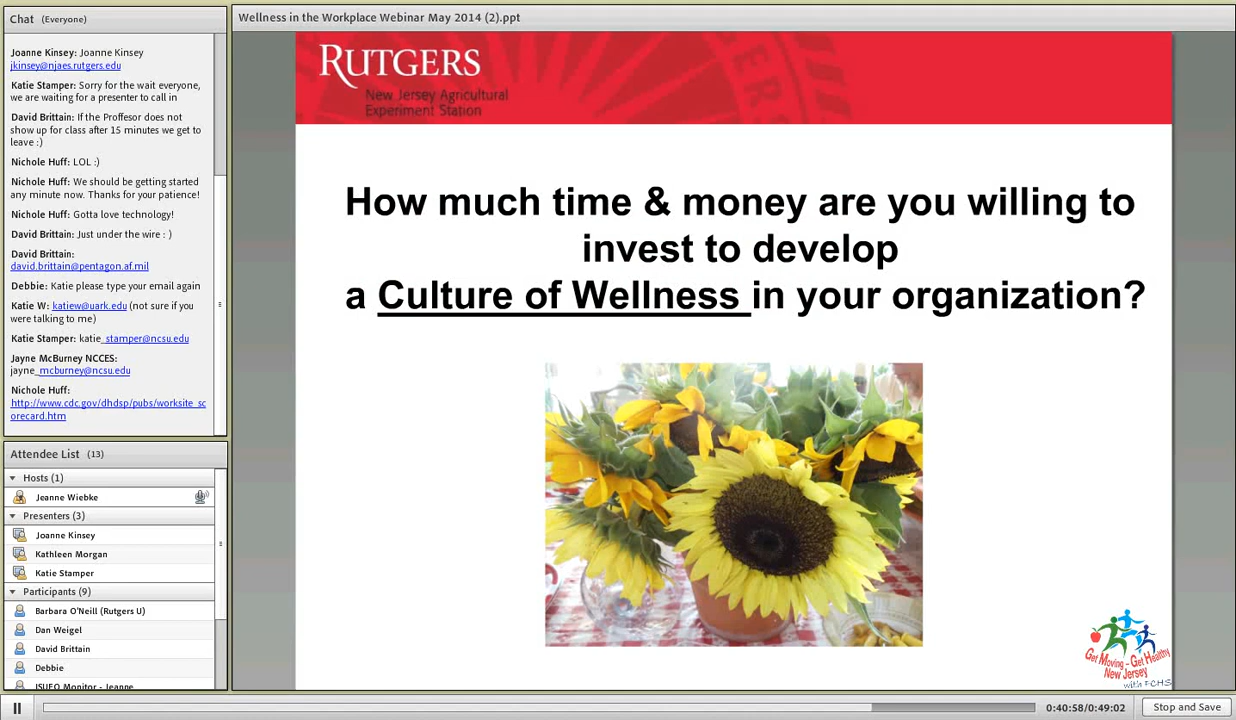 Chat (Everyone)
Joanne Kinsey: Joanne Kinsey
jkinsey@njaes.rutgers.edu
Katie Stamper: Sorry for the wait everyone,
we are waiting for a presenter to call in
David Brittain: If the Proffesor does not
show up for class after 15 minutes we get to
leave :)
Nichole Huff: LOL :)
Nichole Huff: We should be getting started
any minute now. Thanks for your patience!
Nichole Huff: Gotta love technology!
David Brittain: Just under the wire : )
David Brittain:
david.brittain@pentagon.af.mil
Debbie: Katie please type your email again
Katie W: katiew@uark.edu (not sure if you
were talking to me)
Katie Stamper: katie_stamper@ncsu.edu
Jayne McBurney NCCES:
jayne_mcburney@ncsu.edu
Nichole Huff:
http://www.cdc.gov/dhdsp/pubs/worksite_sc
orecard.htm
Attendee List (13)
Hosts (1)
Jeanne Wiebke
Presenters (3)
Joanne Kinsey
Kathleen Morgan
Katie Stamper
Participants (9)
Barbara O'Neill (Rutgers U)
Dan Weigel
David Brittain
Debbie
ISUEO Monitor - Jeanne
Wellness in the Workplace Webinar May 2014 (2).ppt
RUTGERS
New Jersey Agricultural
Experiment Station
How much time & money are you willing to
invest to develop
a Culture of Wellness in your organization?
Get Moving - Get Healthy
New Jersey
with FCHS
0:40:58/0:49:02
Stop and Save